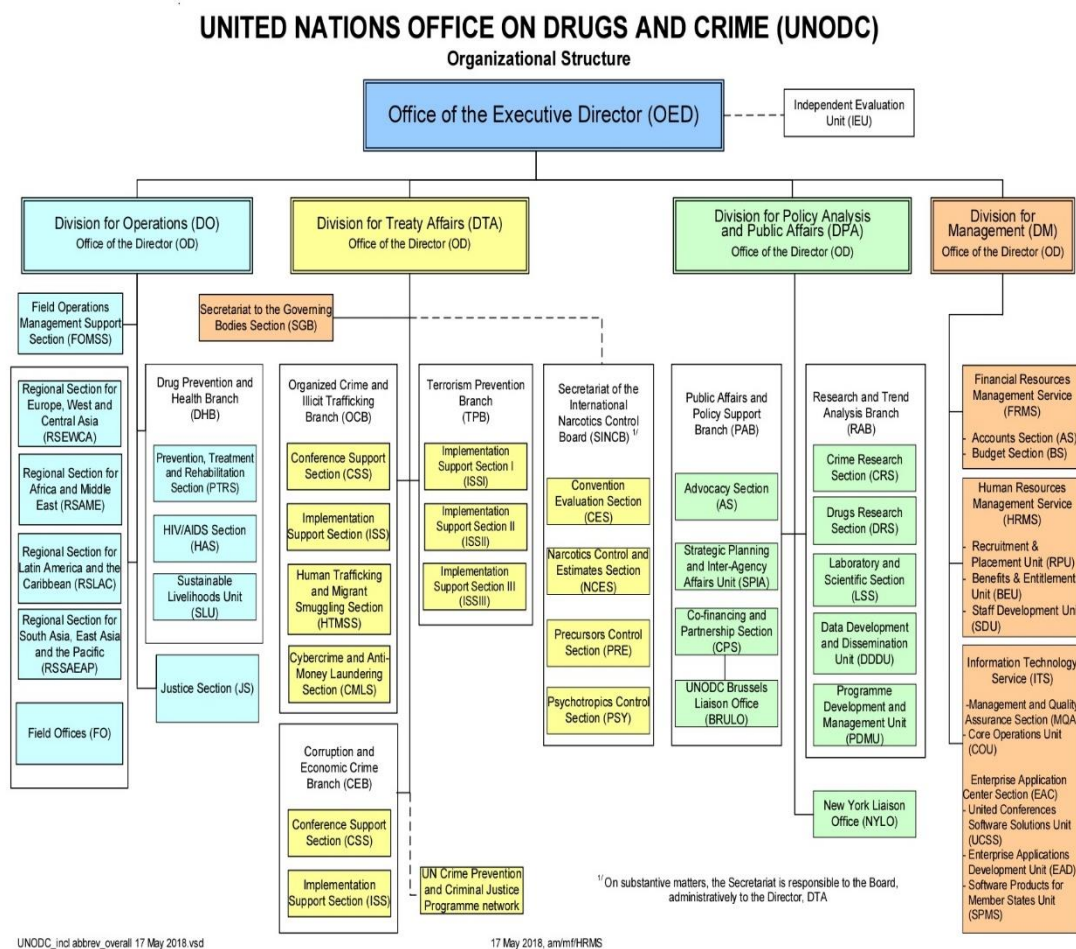 UNITED NATIONS OFFICE ON DRUGS AND CRIME (UNODC)
Organizational Structure
Office of the Executive Director (OED)
Independent Evaluation
Unit (IEU)
Division for Operations (DO)
Office of the Director (OD)
Division for Treaty Affairs (DTA)
Office of the Director (OD)
Division for Policy Analysis
and Public Affairs (DPA)
Office of the Director (OD)
Division for
Management (DM)
Office of the Director (OD)
Field Operations
Management Support
Section (FOMSS)
Secretariat to the Governing
Bodies Section (SGB)
Regional Section for
Europe, West and
Central Asia
(RSEWCA)
Regional Section for
Africa and Middle
East (RSAME)
Regional Section for
Latin America and the
Caribbean (RSLAC)
Regional Section for
South Asia, East Asia
and the Pacific
(RSSAEAP)
Field Offices (FO)
Drug Prevention and
Health Branch
(DHB)
Prevention, Treatment
and Rehabilitation
Section (PTRS)
HIV/AIDS Section
(HAS)
Sustainable
Livelihoods Unit
(SLU)
Justice Section (JS)
Organized Crime and
Illicit Trafficking
Branch (OCB)
Conference Support
Section (CSS)
Implementation
Support Section (ISS)
Human Trafficking
and Migrant
Smuggling Section
(HTMSS)
Cybercrime and Anti-
Money Laundering
Section (CMLS)
Corruption and
Economic Crime
Branch (CEB)
Conference Support
Section (CSS)
Implementation
Support Section (ISS)
Terrorism Prevention
Branch
(TPB)
Implementation
Support Section I
(ISSI)
Implementation
Support Section II
(ISSII)
Implementation
Support Section III
(ISSIII)
UN Crime Prevention
and Criminal Justice
Programme network
Secretariat of the
International
Narcotics Control
Board (SINCB) 1/
Convention
Evaluation Section
(CES)
Narcotics Control and
Estimates Section
(NCES)
Precursors Control
Section (PRE)
Psychotropics Control
Section (PSY)
Public Affairs and
Policy Support
Branch (PAB)
Advocacy Section
(AS)
Strategic Planning
and Inter-Agency
Affairs Unit (SPIA)
Co-financing and
Partnership Section
(CPS)
UNODC Brussels
Liaison Office
(BRULO)
Research and Trend
Analysis Branch
(RAB)
Crime Research
Section (CRS)
Drugs Research
Section (DRS)
Laboratory and
Scientific Section
(LSS)
Data Development
and Dissemination
Unit (DDDU)
Programme
Development and
Management Unit
(PDMU)
New York Liaison
Office (NYLO)
Financial Resources
Management Service
(FRMS)
- Accounts Section (AS)
- Budget Section (BS)
Human Resources
Management Service
(HRMS)
- Recruitment &
Placement Unit (RPU)
- Benefits & Entitlement
Unit (BEU)
- Staff Development Unit
(SDU)
Information Technology
Service (ITS)
-Management and Quality
Assurance Section (MQA)
- Core Operations Unit
(COU)
Enterprise Application
Center Section (EAC)
- United Conferences
Software Solutions Unit
(UCSS)
- Enterprise Applications
Development Unit (EAD)
- Software Products for
Member States Unit
(SPMS)
1/ On substantive matters, the Secretariat is responsible to the Board,
administratively to the Director, DTA
UNODC_incl abbrev_overall 17 May 2018.vsd
17 May 2018, am/mf/HRMS